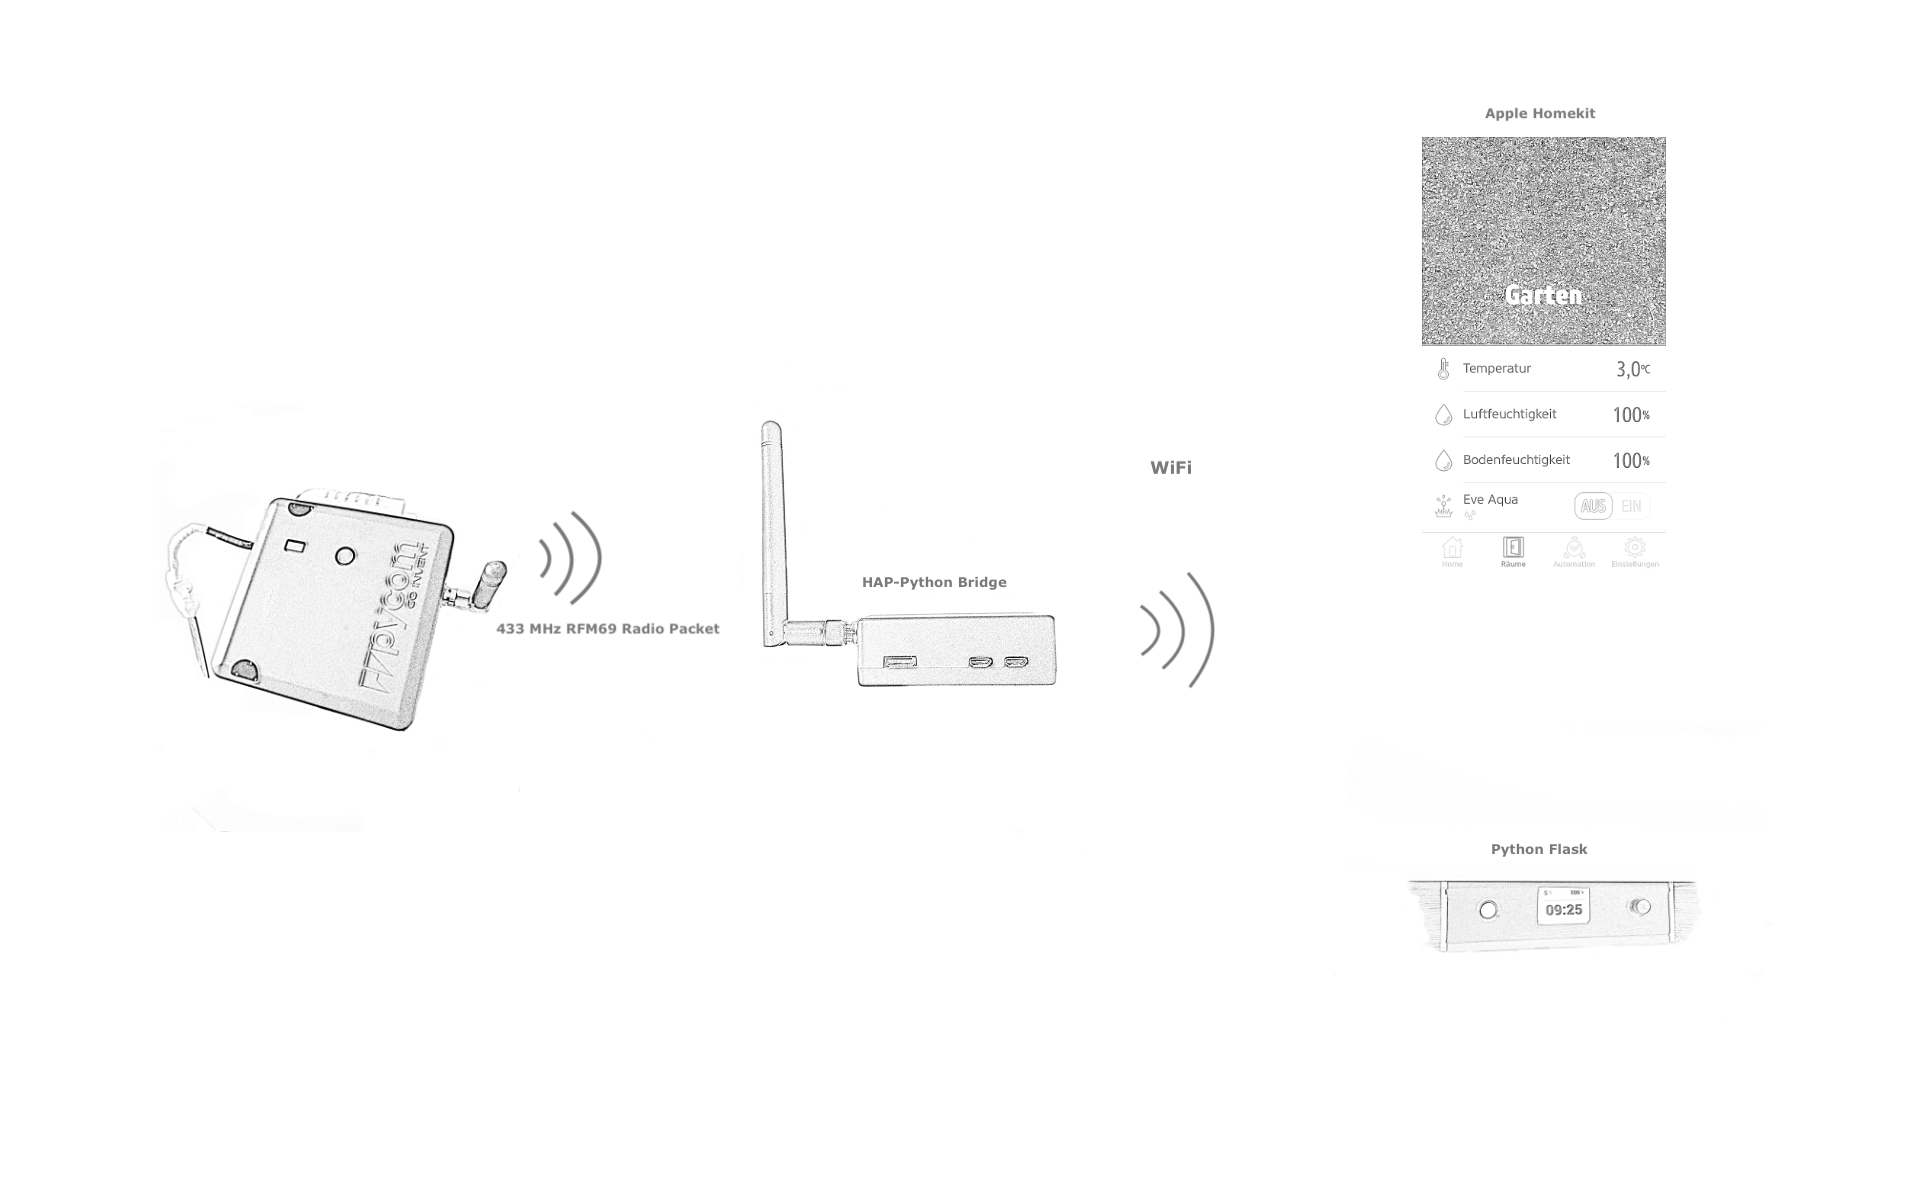 Apple Homekit
Garten
Temperatur 3,0°C
Luftfeuchtigkeit 100%
Bodenfeuchtigkeit 100%
Eve Aqua AUS EIN
Home Räume Automation Einstellungen
WiFi
pycom
GO INVENT
433 MHz RFM69 Radio Packet
HAP-Python Bridge
Python Flask
09:25